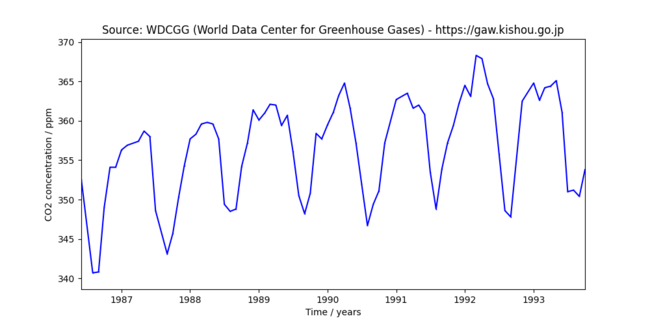 Source: WDCGG (World Data Center for Greenhouse Gases) - https://gaw.kishou.go.jp
370
365
360
355
350
345
340
CO2 concentration / ppm
1987 1988 1989 1990 1991 1992 1993
Time / years